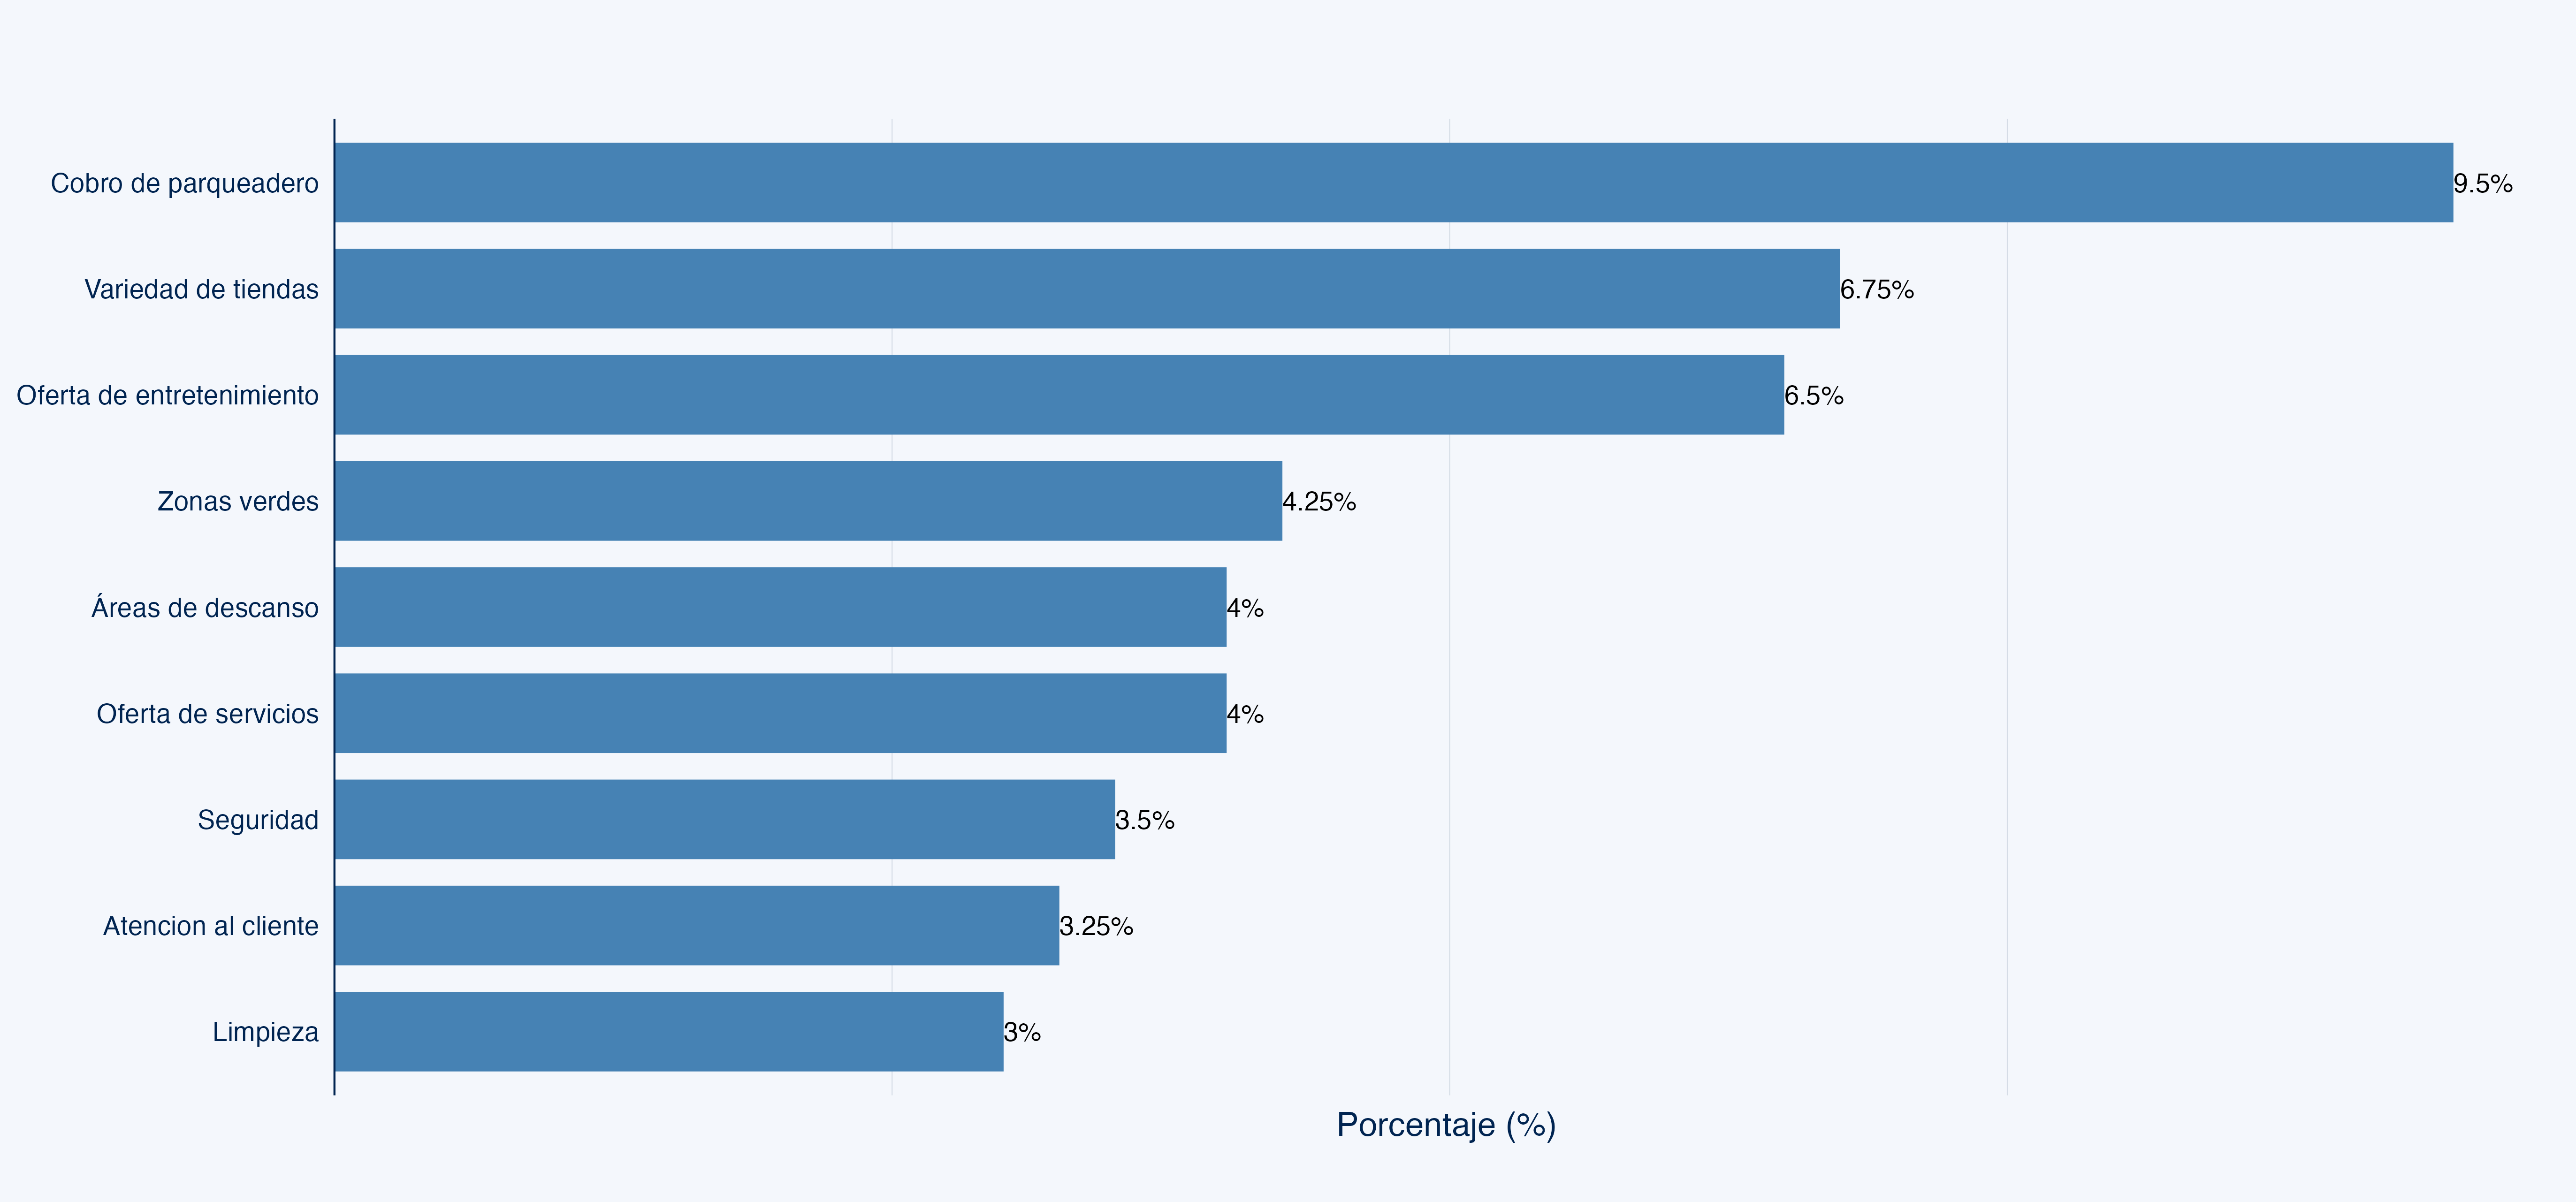 Cobro de parqueadero 9.5%
Variedad de tiendas 6.75%
Oferta de entretenimiento 6.5%
Zonas verdes 4.25%
Áreas de descanso 4%
Oferta de servicios 4%
Seguridad 3.5%
Atencion al cliente 3.25%
Limpieza 3%
Porcentaje (%)